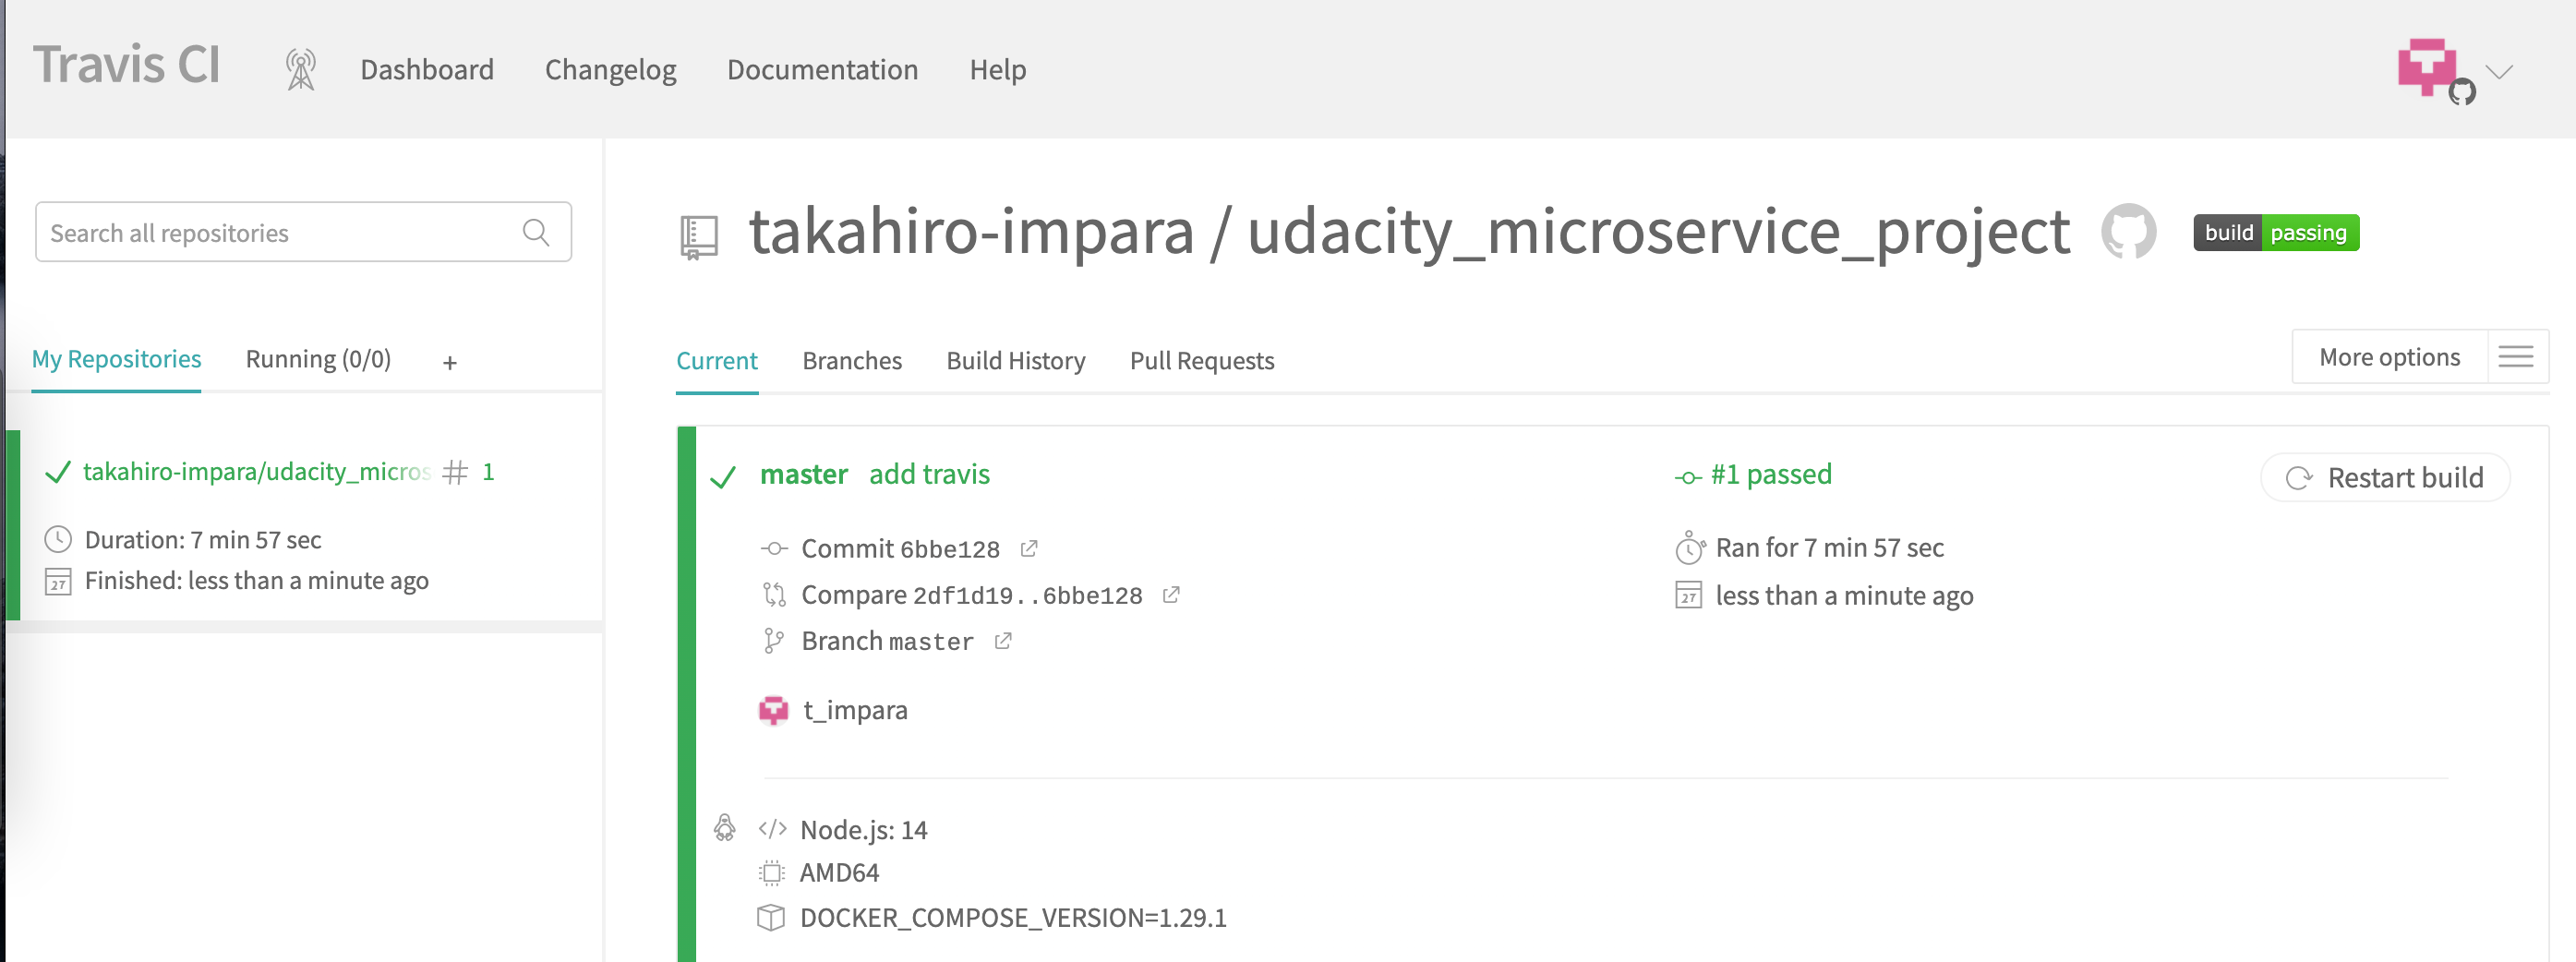 Travis CI Dashboard Changelog Documentation Help
Search all repositories
My Repositories Running (0/0) +
takahiro-impara/udacity_micros # 1
Duration: 7 min 57 sec
27 Finished: less than a minute ago
takahiro-impara / udacity_microservice_project build passing
Current Branches Build History Pull Requests More options
master add travis #1 passed Restart build
Commit 6bbe128 Ran for 7 min 57 sec
Compare 2df1d19..6bbe128 27 less than a minute ago
Branch master
t_impara
</> Node.js: 14
AMD64
DOCKER_COMPOSE_VERSION=1.29.1